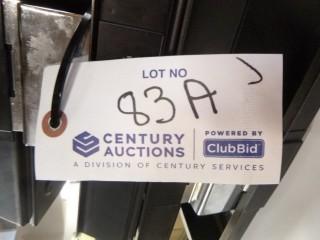 LOT NO
83A
CENTURY AUCTIONS
POWERED BY
ClubBid
A DIVISION OF CENTURY SERVICES